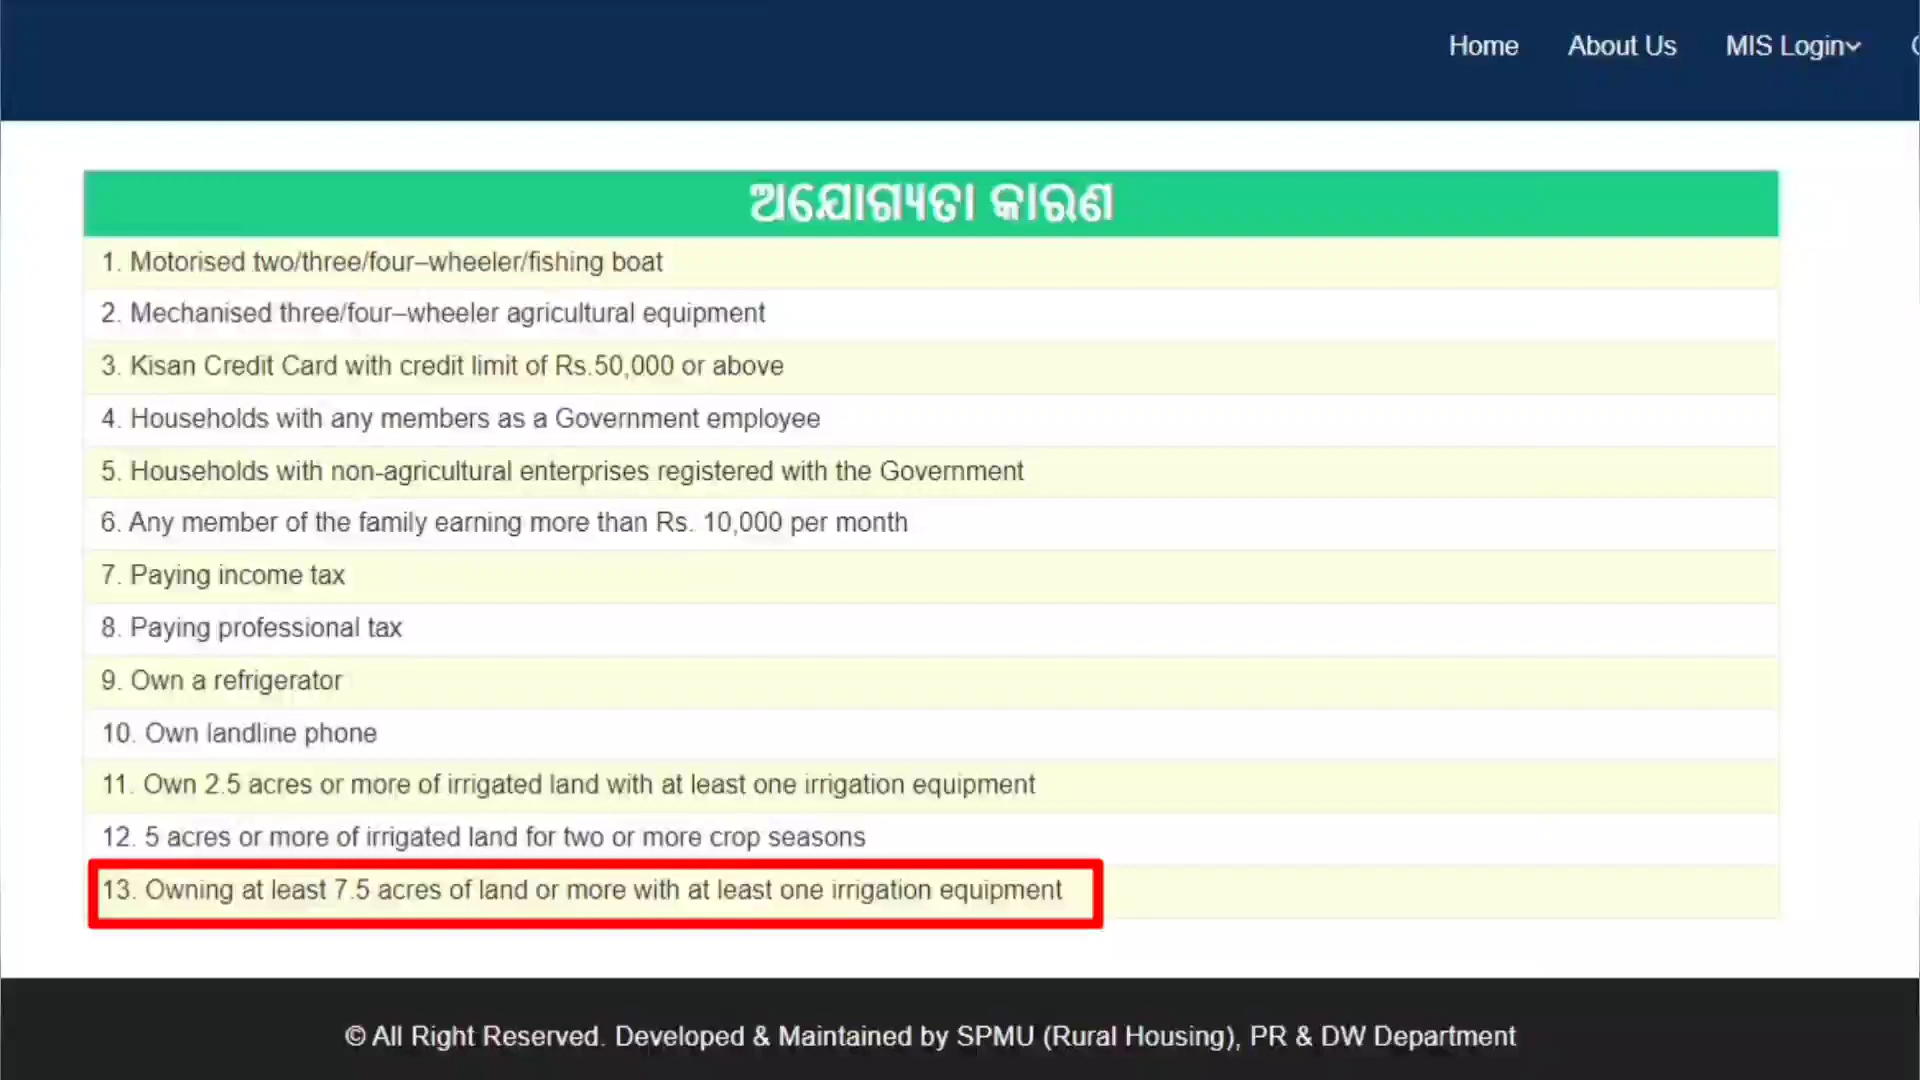 Home About Us MIS Login
ଅଯୋଗ୍ୟତା କାରଣ
1. Motorised two/three/four–wheeler/fishing boat
2. Mechanised three/four–wheeler agricultural equipment
3. Kisan Credit Card with credit limit of Rs.50,000 or above
4. Households with any members as a Government employee
5. Households with non-agricultural enterprises registered with the Government
6. Any member of the family earning more than Rs. 10,000 per month
7. Paying income tax
8. Paying professional tax
9. Own a refrigerator
10. Own landline phone
11. Own 2.5 acres or more of irrigated land with at least one irrigation equipment
12. 5 acres or more of irrigated land for two or more crop seasons
13. Owning at least 7.5 acres of land or more with at least one irrigation equipment
© All Right Reserved. Developed & Maintained by SPMU (Rural Housing), PR & DW Department